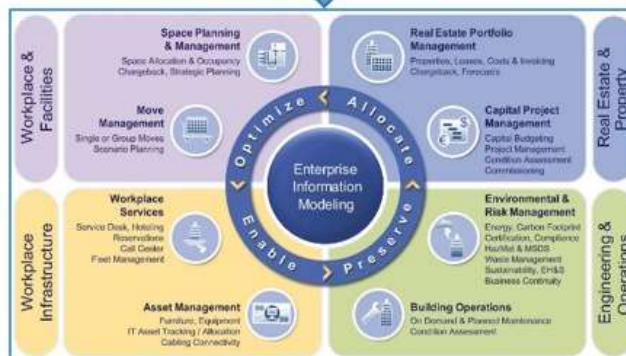 Workplace &
Facilities
Space Planning
& Management
Space Allocation & Occupancy
Chargeback, Strategic Planning
Move
Management
Single or Group Moves
Scenario Planning
Real Estate Portfolio
Management
Properties, Leases, Costs & Invoicing
Chargeback, Forecasts
Capital Project
Management
Capital Budgeting
Project Management
Condition Assessment
Commissioning
Real Estate &
Property
Optimize
Allocate
Enterprise
Information
Modeling
Enable
Preserve
Workplace
Infrastructure
Workplace
Services
Service Desk, Hoteling
Reservations
Call Center
Fleet Management
Asset Management
Furniture, Equipment
IT Asset Tracking / Allocation
Cabling Connectivity
Environmental &
Risk Management
Energy, Carbon Footprint
Certification, Compliance
HazMat & MSDS
Waste Management
Sustainability, EH&S
Business Continuity
Building Operations
On Demand & Planned Maintenance
Condition Assessment
Engineering &
Operations